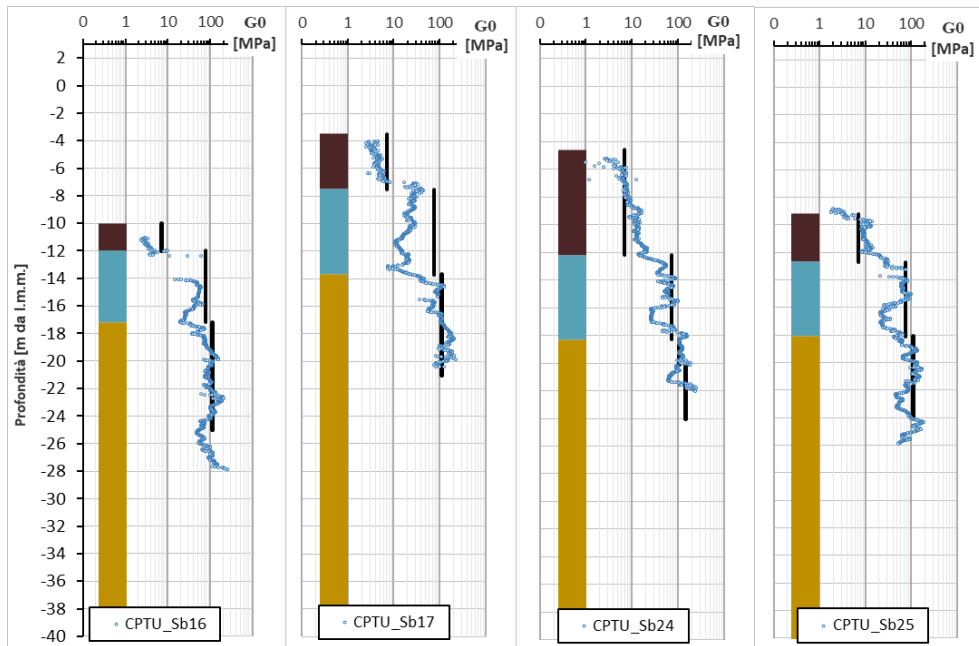 0 1 10 100 G0
[MPa]
0 1 10 100 G0
[MPa]
0 1 10 100 G0
[MPa]
0 1 10 100 G0
[MPa]
Profondità [m da l.m.m.]
2
0
-2
-4
-6
-8
-10
-12
-14
-16
-18
-20
-22
-24
-26
-28
-30
-32
-34
-36
-38
-40
CPTU_Sb16
CPTU_Sb17
CPTU_Sb24
CPTU_Sb25